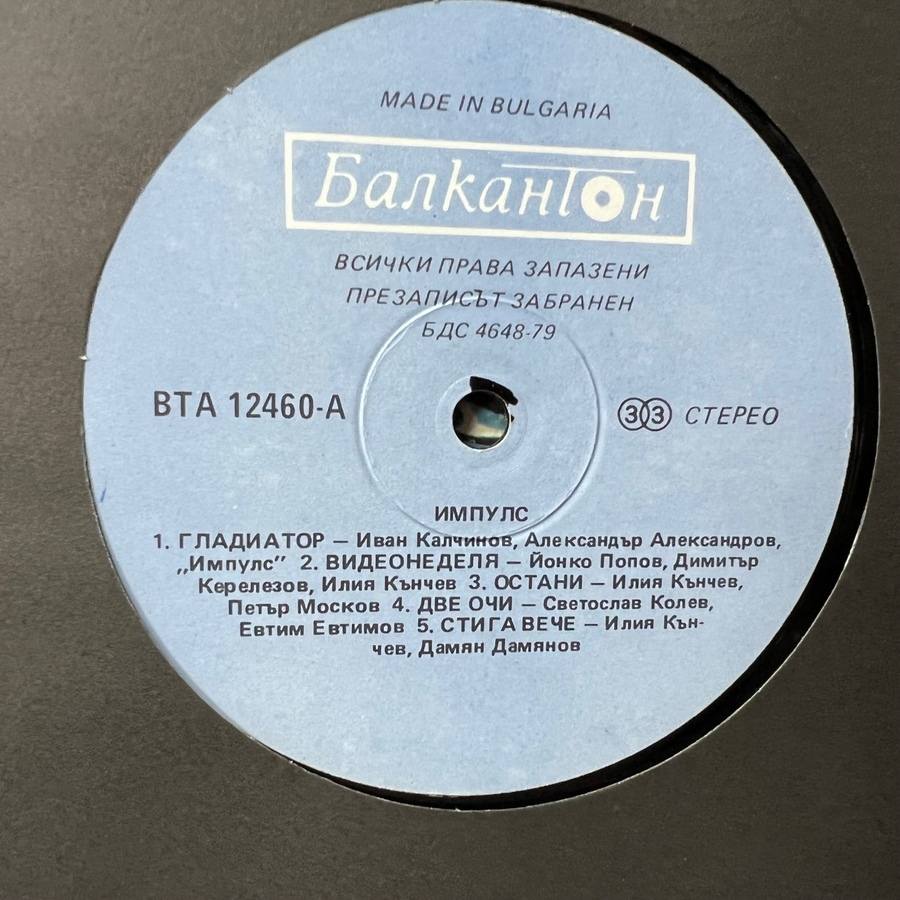 MADE IN BULGARIA
Балкантон
ВСИЧКИ ПРАВА ЗАПАЗЕНИ
ПРЕЗАПИСЪТ ЗАБРАНЕН
БДС 4648-79
ВТА 12460-А
33 СТЕРЕО
ИМПУЛС
1. ГЛАДИАТОР — Иван Калчинов, Александър Александров,
„Импулс” 2. ВИДЕОНЕДЕЛЯ — Йонко Попов, Димитър
Керелезов, Илия Кънчев 3. ОСТАНИ — Илия Кънчев,
Петър Москов 4. ДВЕ ОЧИ — Светослав Колев,
Евтим Евтимов 5. СТИГА ВЕЧЕ — Илия Кън-
чев, Дамян Дамянов